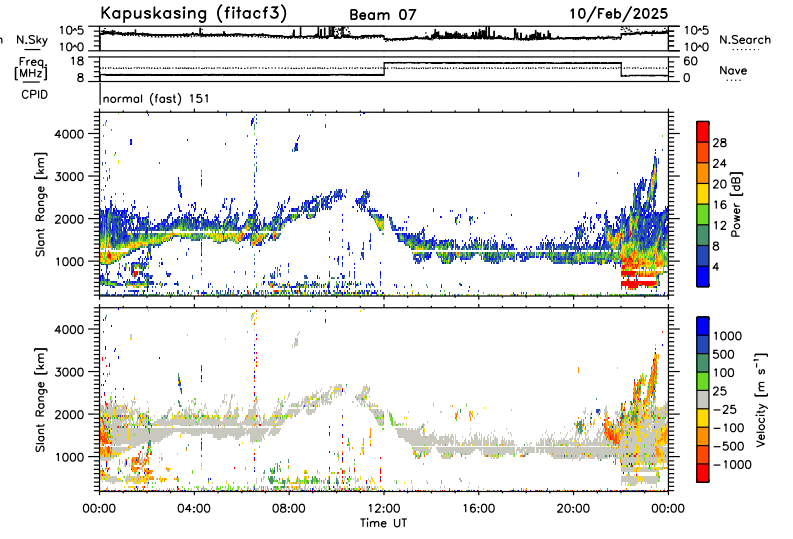 Kapuskasing (fitacf3) Beam 07 10/Feb/2025
N.Sky 10^5 10^5 N.Search
10^0 10^0
Freq. [MHz] 18 60 Nave
8 0
CPID normal (fast) 151
4000
3000
2000
1000
Slant Range [km]
28
24
20
16
12
8
4
Power [dB]
4000
3000
2000
1000
Slant Range [km]
1000
500
100
25
−25
−100
−500
−1000
Velocity [m s⁻¹]
00:00 04:00 08:00 12:00 16:00 20:00 00:00
Time UT